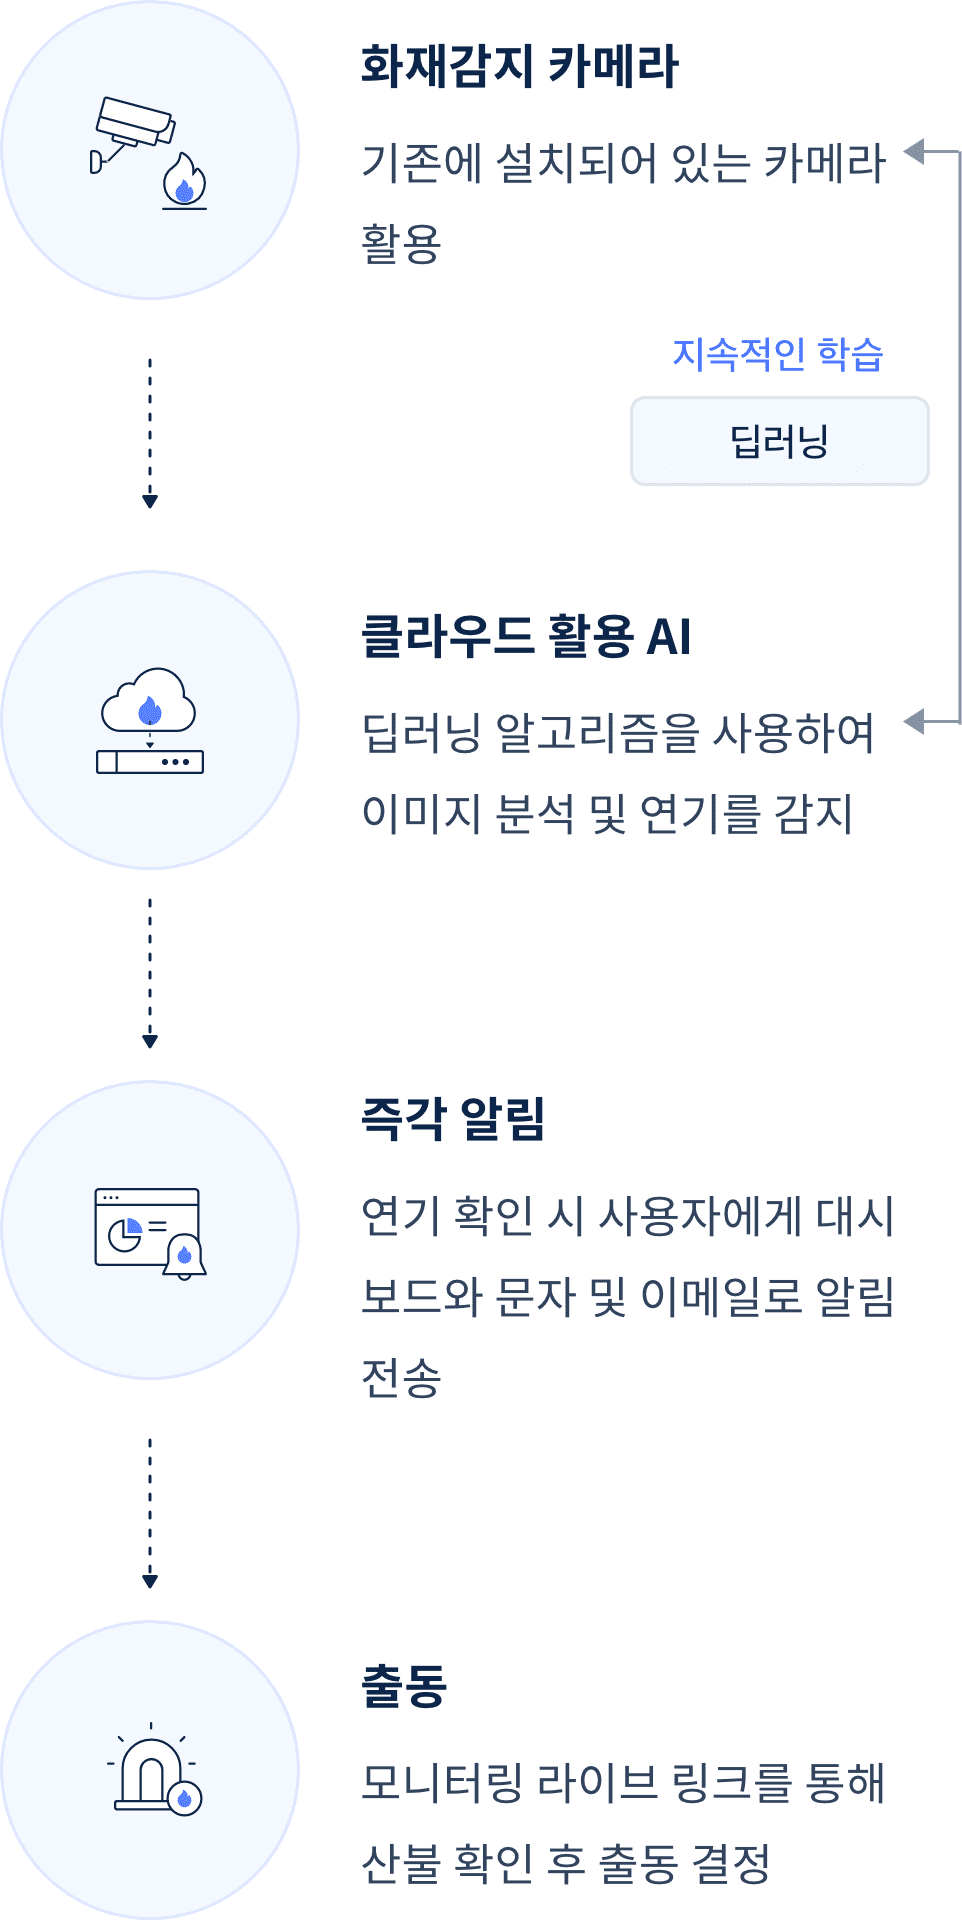 화재감지 카메라
기존에 설치되어 있는 카메라
활용
지속적인 학습
딥러닝
클라우드 활용 AI
딥러닝 알고리즘을 사용하여
이미지 분석 및 연기를 감지
즉각 알림
연기 확인 시 사용자에게 대시
보드와 문자 및 이메일로 알림
전송
출동
모니터링 라이브 링크를 통해
산불 확인 후 출동 결정